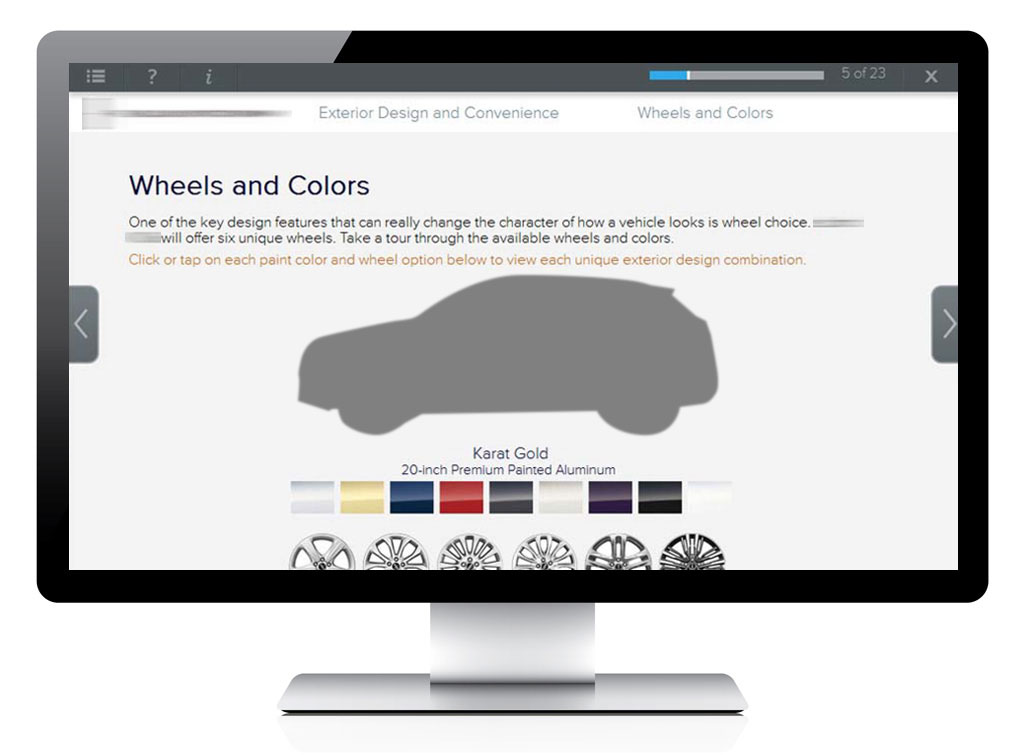 ? i 5 of 23 X
Exterior Design and Convenience Wheels and Colors
Wheels and Colors
One of the key design features that can really change the character of how a vehicle looks is wheel choice.
will offer six unique wheels. Take a tour through the available wheels and colors.
Click or tap on each paint color and wheel option below to view each unique exterior design combination.
Karat Gold
20-inch Premium Painted Aluminum